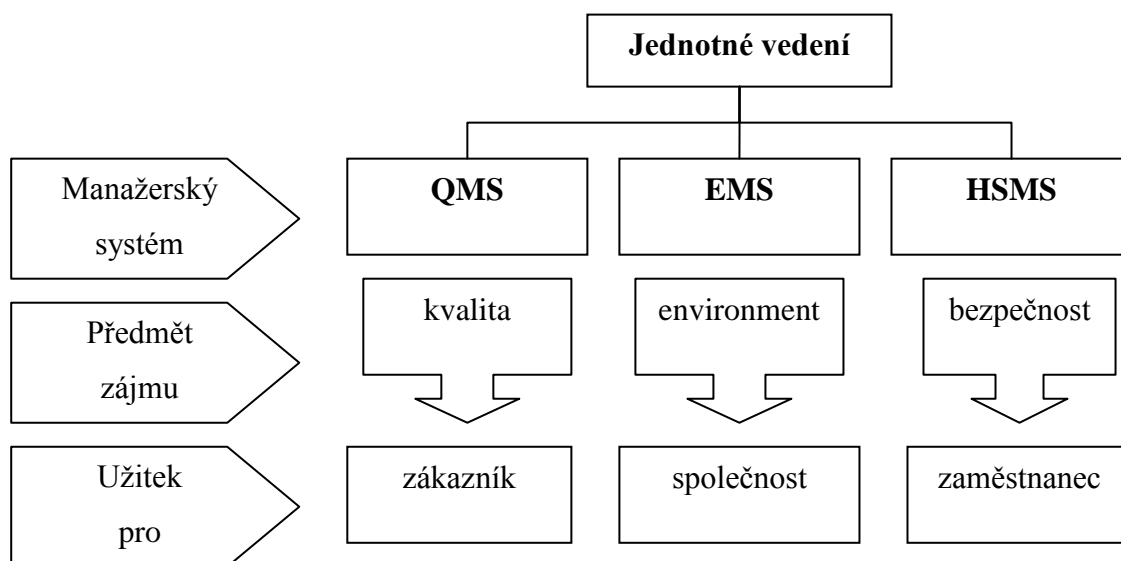 Jednotné vedení
Manažerský
systém
QMS
EMS
HSMS
Předmět
zájmu
kvalita
environment
bezpečnost
Užitek
pro
zákazník
společnost
zaměstnanec